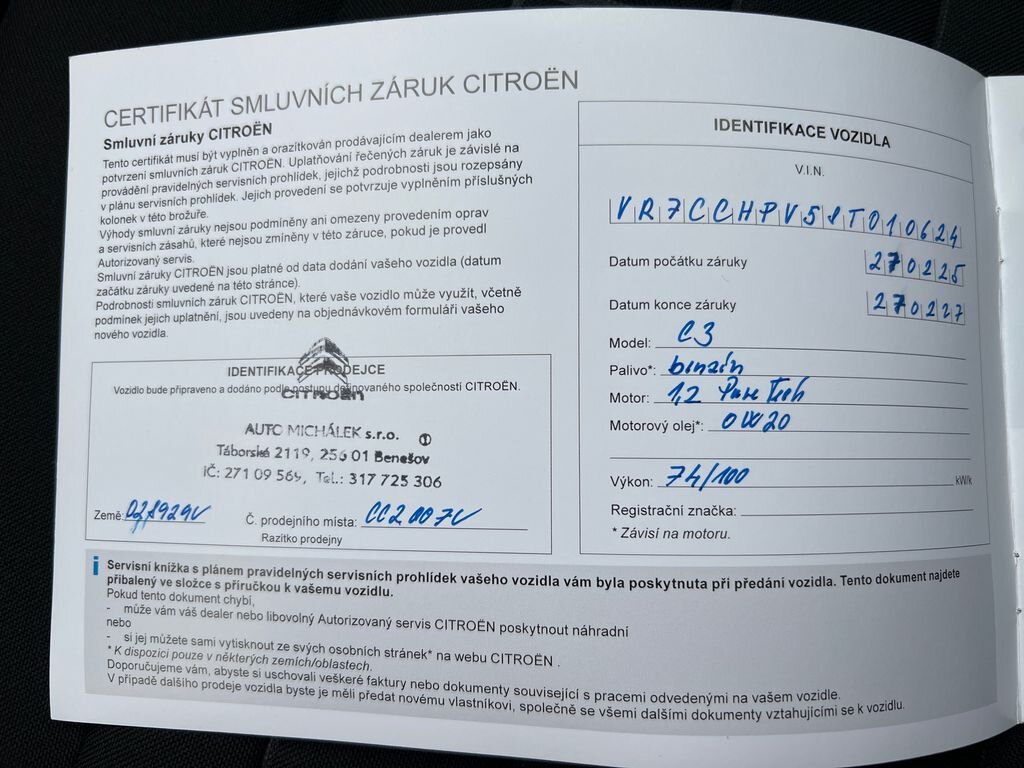 CERTIFIKÁT SMLUVNÍCH ZÁRUK CITROËN
Smluvní záruky CITROËN
Tento certifikát musí být vyplněn a orazítkován prodávajícím dealerem jako
potvrzení smluvních záruk CITROËN. Uplatňování řečených záruk je závislé na
provádění pravidelných servisních prohlídek, jejichž podrobnosti jsou rozepsány
v plánu servisních prohlídek. Jejich provedení se potvrzuje vyplněním příslušných
kolonek v této brožuře.
Výhody smluvní záruky nejsou podmíněny ani omezeny provedením oprav
a servisních zásahů, které nejsou zmíněny v této záruce, pokud je provedl
Autorizovaný servis.
Smluvní záruky CITROËN jsou platné od data dodání vašeho vozidla (datum
začátku záruky uvedené na této stránce).
Podrobnosti smluvních záruk CITROËN, které vaše vozidlo může využít, včetně
podmínek jejich uplatnění, jsou uvedeny na objednávkovém formuláři vašeho
nového vozidla.
IDENTIFIKACE PRODEJCE
Vozidlo bude připraveno a dodáno podle postupu definovaného společností CITROËN.
CITROËN
AUTO MICHÁLEK s.r.o. ①
Táborská 2119, 256 01 Benešov
IČ: 271 09 569, Tel.: 317 725 306
Země:
Č. prodejního místa: CC2007V
Razítko prodejny
IDENTIFIKACE VOZIDLA
V.I.N.
VR7CCHPV5ST010624
Datum počátku záruky 270225
Datum konce záruky 270227
Model: C3
Palivo*: benzín
Motor: 1,2 Pure Tech
Motorový olej*: 0W20
Výkon: 74/100 kW/k
Registrační značka:
* Závisí na motoru.
i Servisní knížka s plánem pravidelných servisních prohlídek vašeho vozidla vám byla poskytnuta při předání vozidla. Tento dokument najdete
přibalený ve složce s příručkou k vašemu vozidlu.
Pokud tento dokument chybí,
- může vám váš dealer nebo libovolný Autorizovaný servis CITROËN poskytnout náhradní
nebo
- si jej můžete sami vytisknout ze svých osobních stránek* na webu CITROËN .
* K dispozici pouze v některých zemích/oblastech.
Doporučujeme vám, abyste si uschovali veškeré faktury nebo dokumenty související s pracemi odvedenými na vašem vozidle.
V případě dalšího prodeje vozidla byste je měli předat novému vlastníkovi, společně se všemi dalšími dokumenty vztahujícími se k vozidlu.